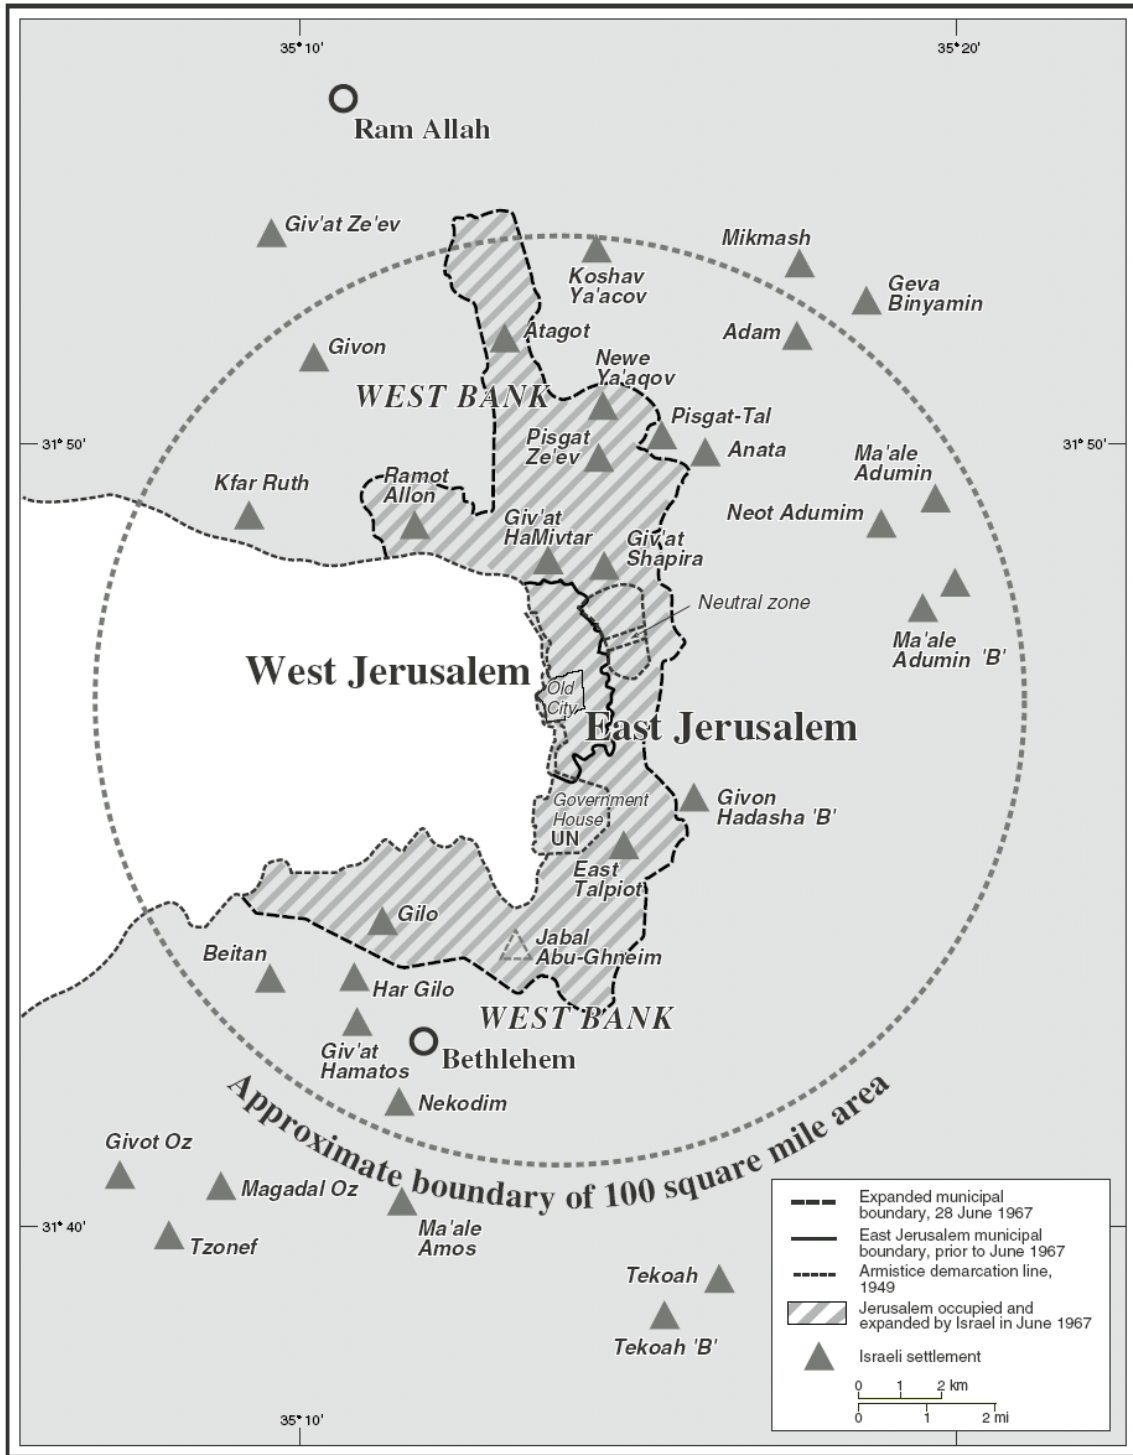 35° 10'
35° 20'
Ram Allah
Giv'at Ze'ev
Mikmash
Koshav
Ya'acov
Geva
Binyamin
Atagot
Adam
Givon
Newe
Ya'aqov
WEST BANK
Pisgat-Tal
31° 50'
Pisgat
Ze'ev
Anata
31° 50'
Ma'ale
Adumin
Kfar Ruth
Ramot
Allon
Neot Adumim
Giv'at
HaMivtar
Giv'at
Shapira
Neutral zone
Ma'ale
Adumin 'B'
West Jerusalem
Old
City
East Jerusalem
Givon
Hadasha 'B'
Government
House
UN
East
Talpiot
Gilo
Jabal
Abu-Ghneim
Beitan
Har Gilo
WEST BANK
Giv'at
Hamatos
Bethlehem
Nekodim
Approximate boundary of 100 square mile area
Givot Oz
Magadal Oz
Ma'ale
Amos
31° 40'
Tzonef
Tekoah
Tekoah 'B'
Expanded municipal
boundary, 28 June 1967
East Jerusalem municipal
boundary, prior to June 1967
Armistice demarcation line,
1949
Jerusalem occupied and
expanded by Israel in June 1967
Israeli settlement
0 1 2 km
0 1 2 mi
35° 10'